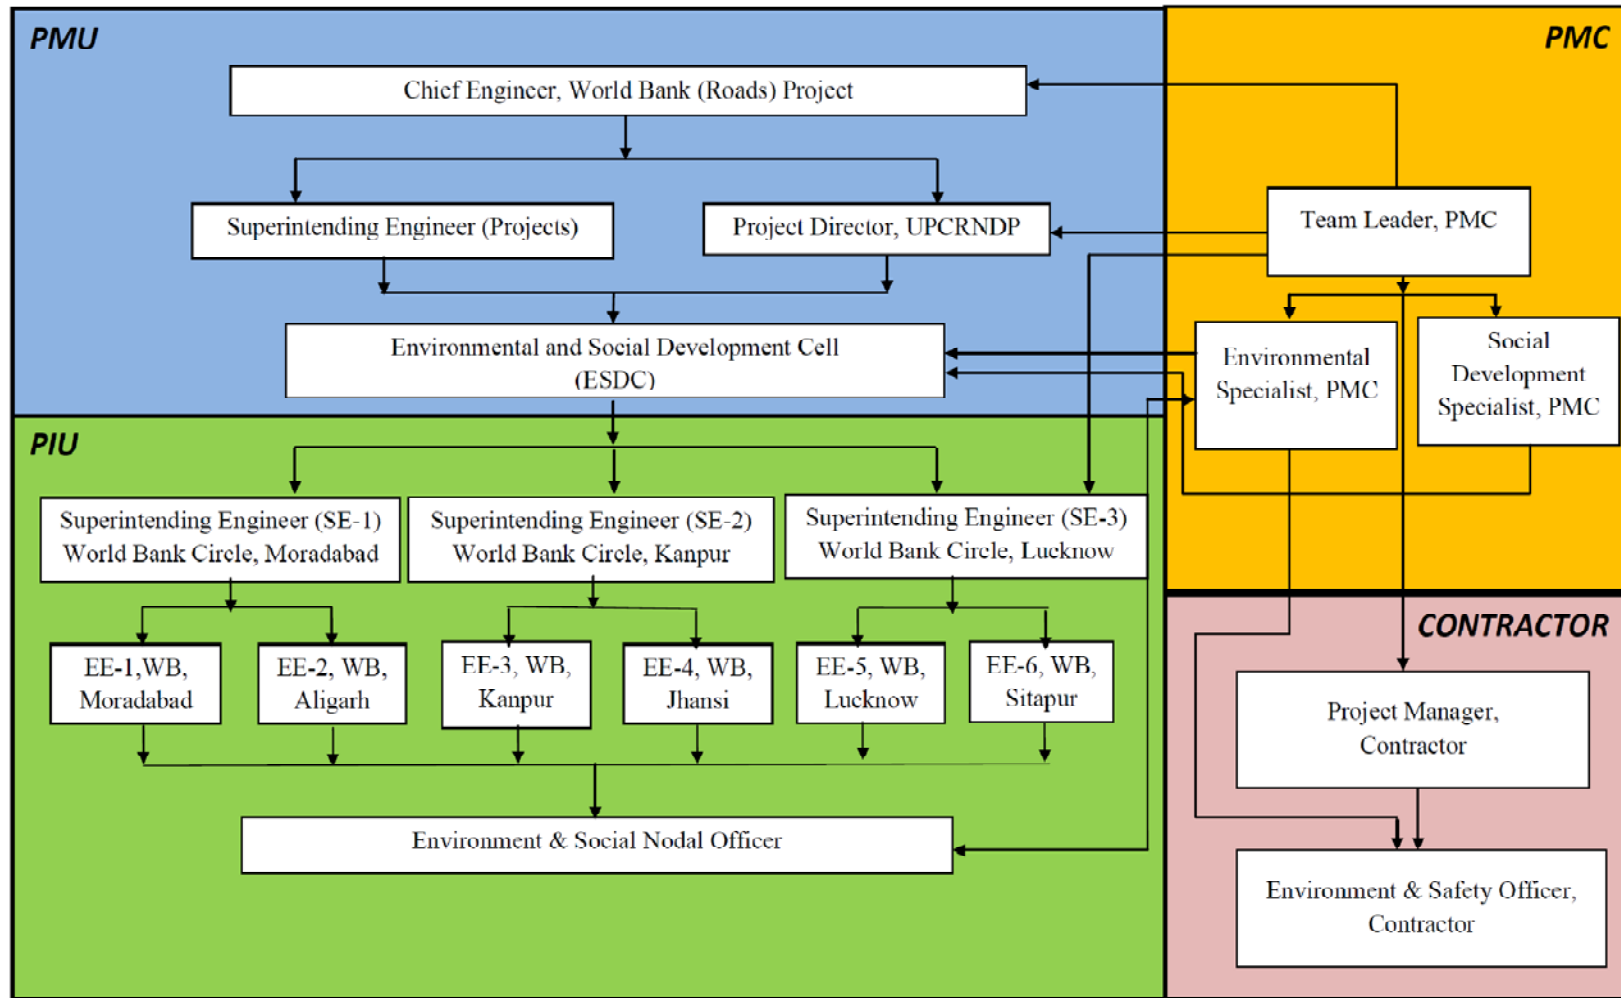 PMU
PMC
Chief Engineer, World Bank (Roads) Project
Superintending Engineer (Projects)
Project Director, UPCRNDP
Team Leader, PMC
Environmental and Social Development Cell
(ESDC)
Environmental
Specialist, PMC
Social
Development
Specialist, PMC
PIU
Superintending Engineer (SE-1)
World Bank Circle, Moradabad
Superintending Engineer (SE-2)
World Bank Circle, Kanpur
Superintending Engineer (SE-3)
World Bank Circle, Lucknow
EE-1,WB,
Moradabad
EE-2, WB,
Aligarh
EE-3, WB,
Kanpur
EE-4, WB,
Jhansi
EE-5, WB,
Lucknow
EE-6, WB,
Sitapur
Environment & Social Nodal Officer
CONTRACTOR
Project Manager,
Contractor
Environment & Safety Officer,
Contractor